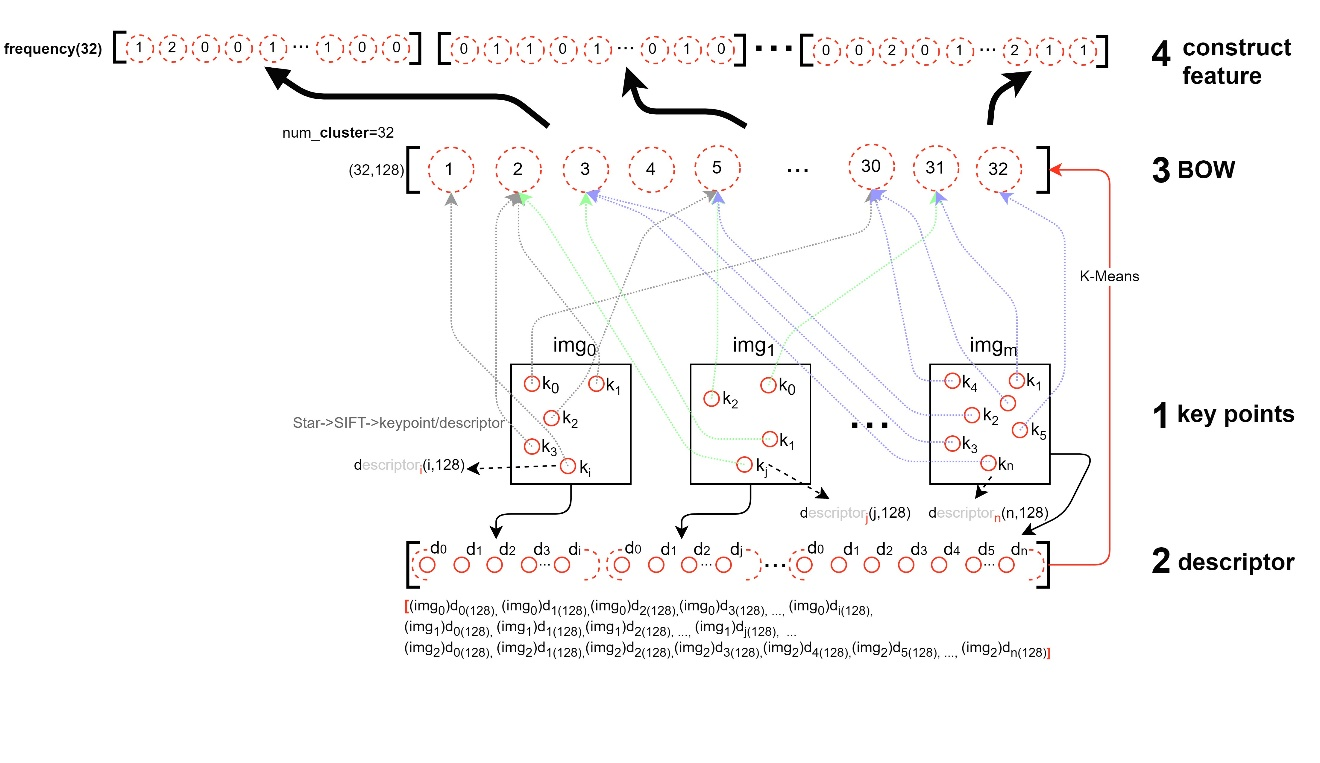 frequency(32) [ 1 2 0 0 1 ... 1 0 0 ] [ 0 1 1 0 1 ... 0 1 0 ] ... [ 0 0 2 0 1 ... 2 1 1 ] 4 construct
feature
num_cluster=32
(32,128) [ 1 2 3 4 5 ... 30 31 32 ] 3 BOW
K-Means
img0 img1 imgm
k0 k1 k2 k0 k4 k1
k2 k2 k5
Star->SIFT->keypoint/descriptor ... 1 key points
k3 k1 k3
descriptori(i,128) ki kj kn
descriptorj(j,128) descriptorn(n,128)
[ d0 d1 d2 d3 ... di d0 d1 d2 ... dj ... d0 d1 d2 d3 d4 d5 ... dn ] 2 descriptor
[(img0)d0(128), (img0)d1(128),(img0)d2(128),(img0)d3(128), ..., (img0)di(128),
(img1)d0(128), (img1)d1(128),(img1)d2(128), ..., (img1)dj(128), ...
(img2)d0(128), (img2)d1(128),(img2)d2(128),(img2)d3(128),(img2)d4(128),(img2)d5(128), ..., (img2)dn(128)]